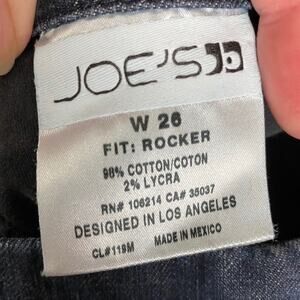 JOE'S
W 26
FIT: ROCKER
98% COTTON/COTON
2% LYCRA
RN# 106214 CA# 35037
DESIGNED IN LOS ANGELES
CL#119M MADE IN MEXICO